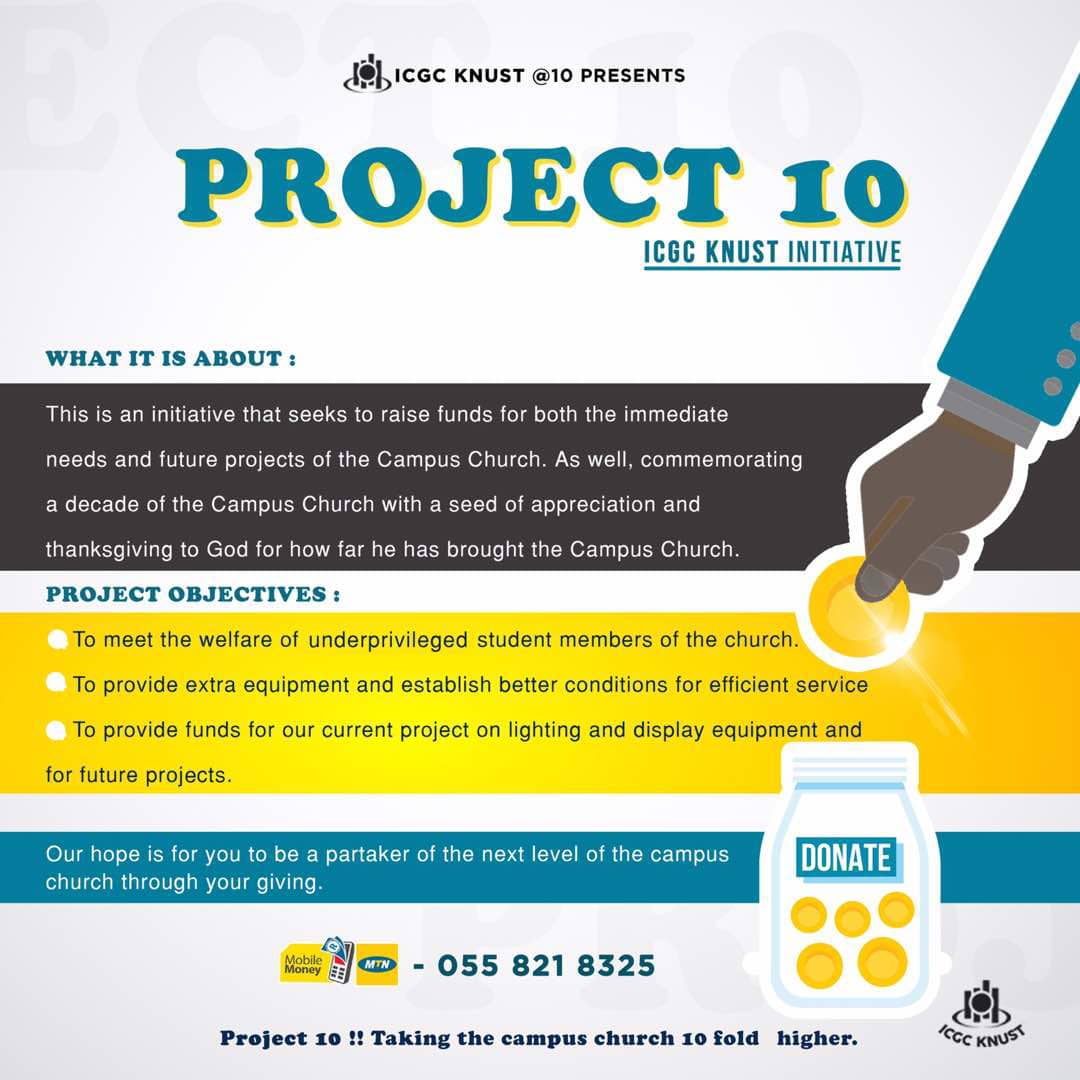 ICGC KNUST @10 PRESENTS
PROJECT 10
ICGC KNUST INITIATIVE
WHAT IT IS ABOUT :
This is an initiative that seeks to raise funds for both the immediate
needs and future projects of the Campus Church. As well, commemorating
a decade of the Campus Church with a seed of appreciation and
thanksgiving to God for how far he has brought the Campus Church.
PROJECT OBJECTIVES :
To meet the welfare of underprivileged student members of the church.
To provide extra equipment and establish better conditions for efficient service
To provide funds for our current project on lighting and display equipment and
for future projects.
Our hope is for you to be a partaker of the next level of the campus
church through your giving.
DONATE
Mobile
Money
MTN
- 055 821 8325
ICGC KNUST
Project 10 !! Taking the campus church 10 fold higher.